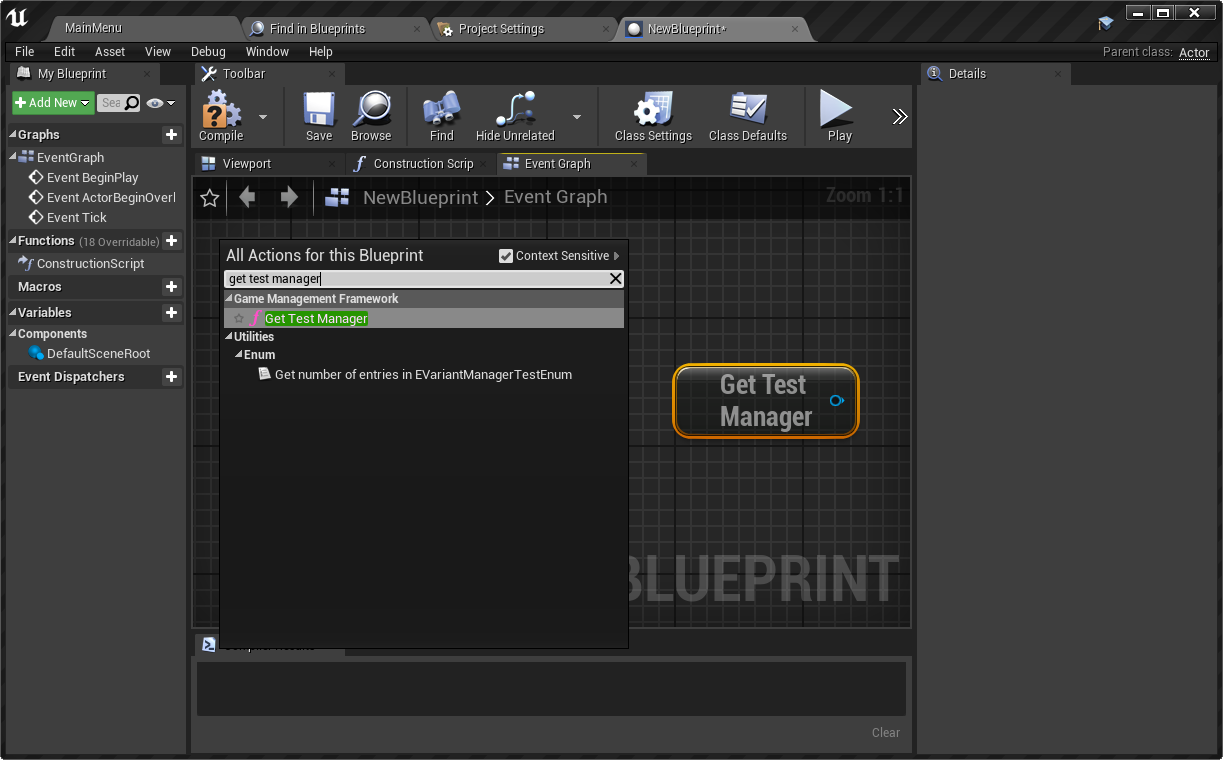 MainMenu
Find in Blueprints
Project Settings
NewBlueprint*
File Edit Asset View Debug Window Help
Parent class: Actor
My Blueprint
Add New
Sea
Graphs
EventGraph
Event BeginPlay
Event ActorBeginOverl
Event Tick
Functions (18 Overridable)
ConstructionScript
Macros
Variables
Components
DefaultSceneRoot
Event Dispatchers
Toolbar
Compile
Save
Browse
Find
Hide Unrelated
Class Settings
Class Defaults
Play
Viewport
Construction Scrip
Event Graph
NewBlueprint > Event Graph
Zoom 1:1
All Actions for this Blueprint
Context Sensitive
get test manager
Game Management Framework
Get Test Manager
Utilities
Enum
Get number of entries in EVariantManagerTestEnum
Get Test
Manager
BLUEPRINT
Clear
Details